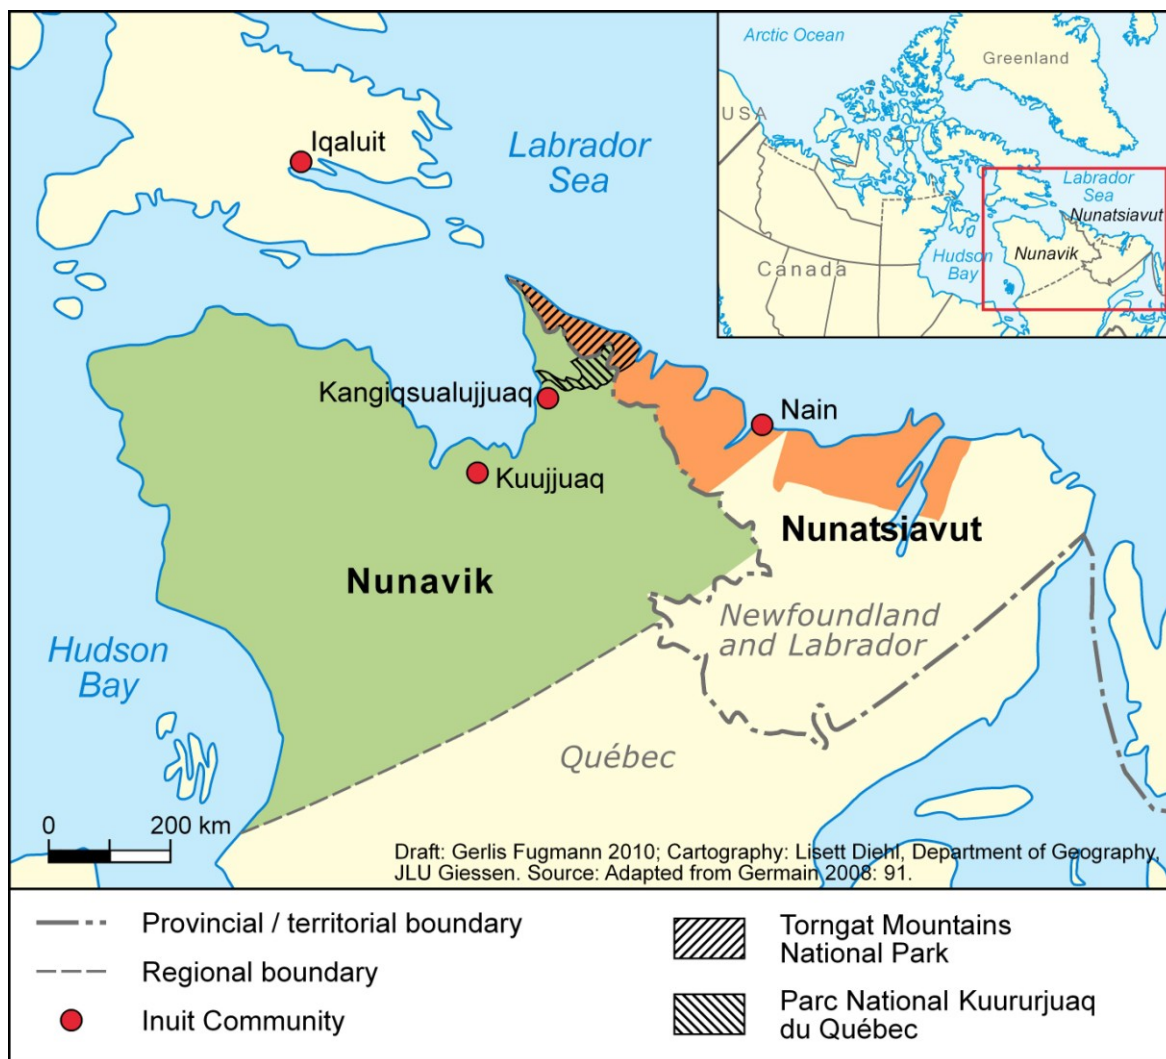 Arctic Ocean
Greenland
USA
Labrador
Sea
Nunatsiavut
Nunavik
Hudson
Bay
Canada
Iqaluit
Labrador
Sea
Kangiqsualujjuaq
Nain
Kuujjuaq
Nunatsiavut
Nunavik
Newfoundland
and Labrador
Hudson
Bay
Québec
0 200 km
Draft: Gerlis Fugmann 2010; Cartography: Lisett Diehl, Department of Geography,
JLU Giessen. Source: Adapted from Germain 2008: 91.
Provincial / territorial boundary
Regional boundary
Inuit Community
Torngat Mountains
National Park
Parc National Kuururjuaq
du Québec